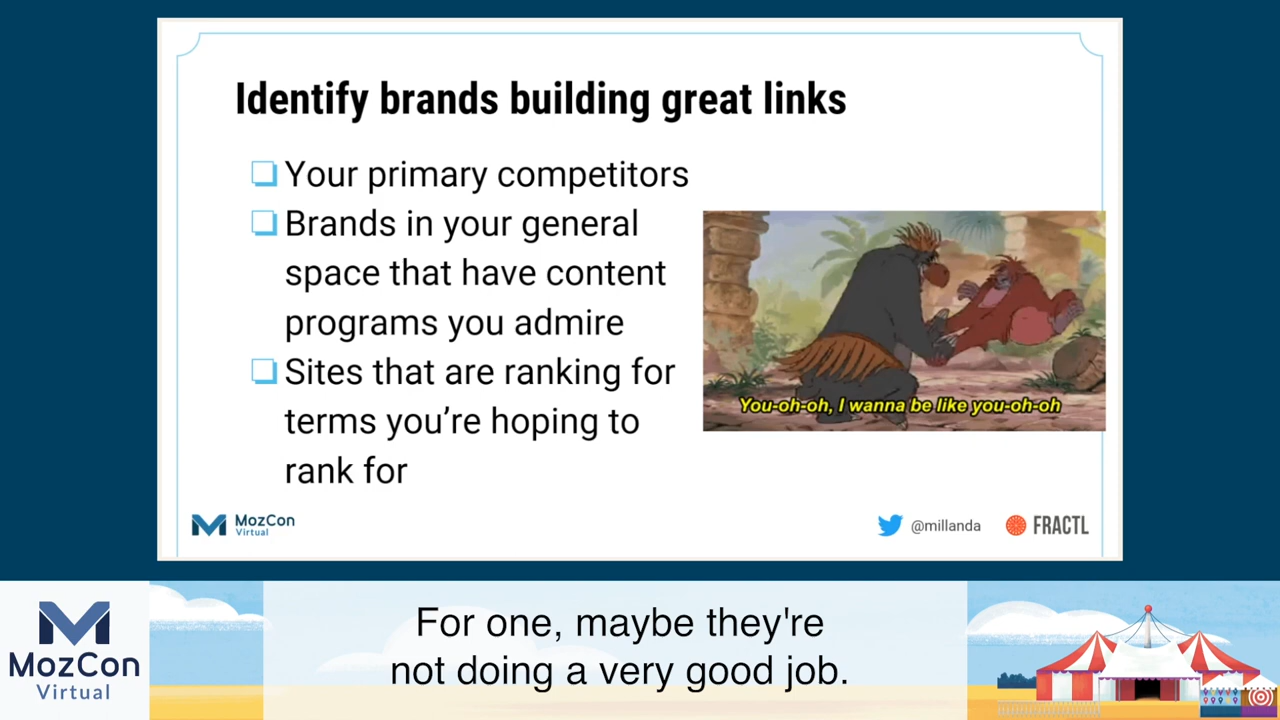 Identify brands building great links
❏ Your primary competitors
❏ Brands in your general
space that have content
programs you admire
❏ Sites that are ranking for
terms you’re hoping to
rank for
You-oh-oh, I wanna be like you-oh-oh
MozCon
Virtual
@millanda
FRACTL
MozCon
Virtual
For one, maybe they're
not doing a very good job.